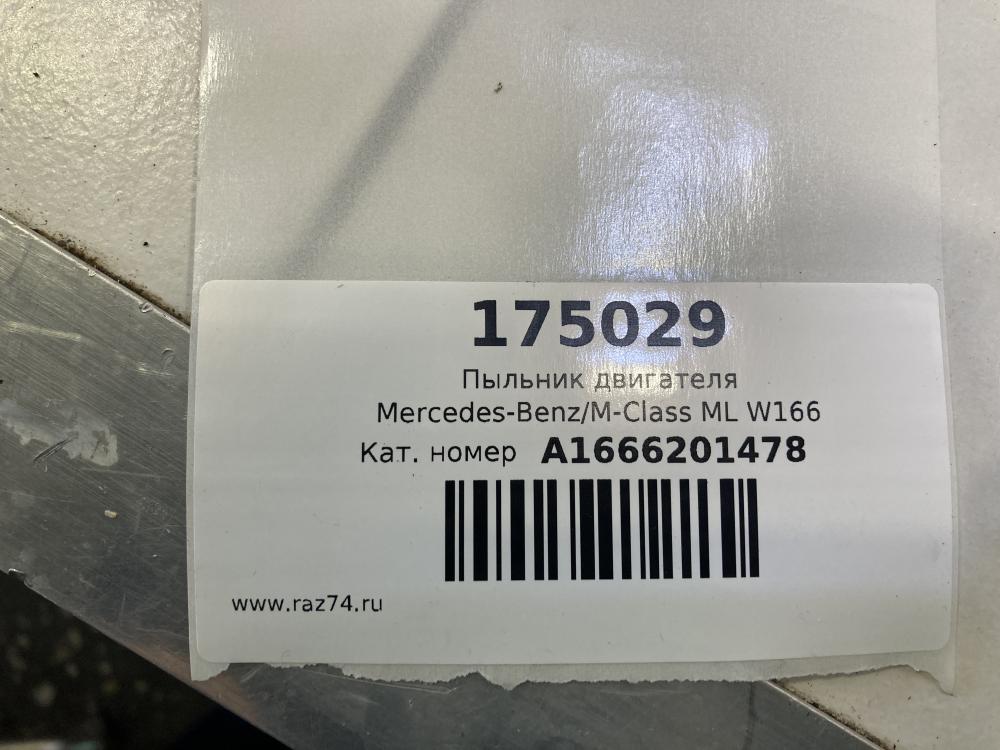 175029
Пыльник двигателя
Mercedes-Benz/M-Class ML W166
Кат. номер A1666201478
www.raz74.ru